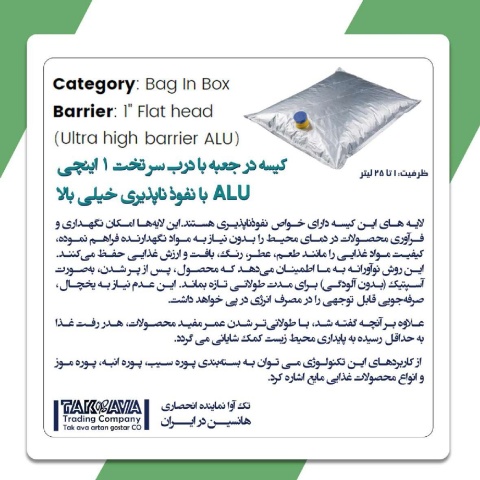 Category: Bag In Box
Barrier: 1" Flat head
(Ultra high barrier ALU)
کیسه در جعبه با درب سر تخت ۱ اینچی
ALU با نفوذ ناپذیری خیلی بالا
ظرفیت: ۱ تا ۲۵ لیتر
لایه های این کیسه دارای خواص نفوذناپذیری هستند.این لایه‌ها امکان نگهداری و
فرآوری محصولات در دمای محیط را بدون نیاز به مواد نگهدارنده فراهم نموده،
کیفیت مواد غذایی را مانند طعم، عطر، رنگ، بافت و ارزش غذایی حفظ می‌کنند.
این روش نوآورانه به ما اطمینان می‌دهد که محصول، پس از پر شدن، به‌صورت
آسپتیک (بدون آلودگی) برای مدت طولانی تازه بماند. این عدم نیاز به یخچال ,
صرفه‌جویی قابل توجهی را در مصرف انرژی در پی خواهد داشت.
علاوه بر آنچه گفته شد، با طولانی‌تر شدن عمر مفید محصولات، هدر رفت غذا
به حداقل رسیده به پایداری محیط زیست کمک شایانی می گردد.
از کاربردهای این تکنولوژی می توان به بسته‌بندی پوره سیب، پوره انبه، پوره موز
و انواع محصولات غذایی مایع اشاره کرد.
تک آوا نماینده انحصاری
هانسین در ایران
TAK AVA
Trading Company
Tak ava artan gostar CO